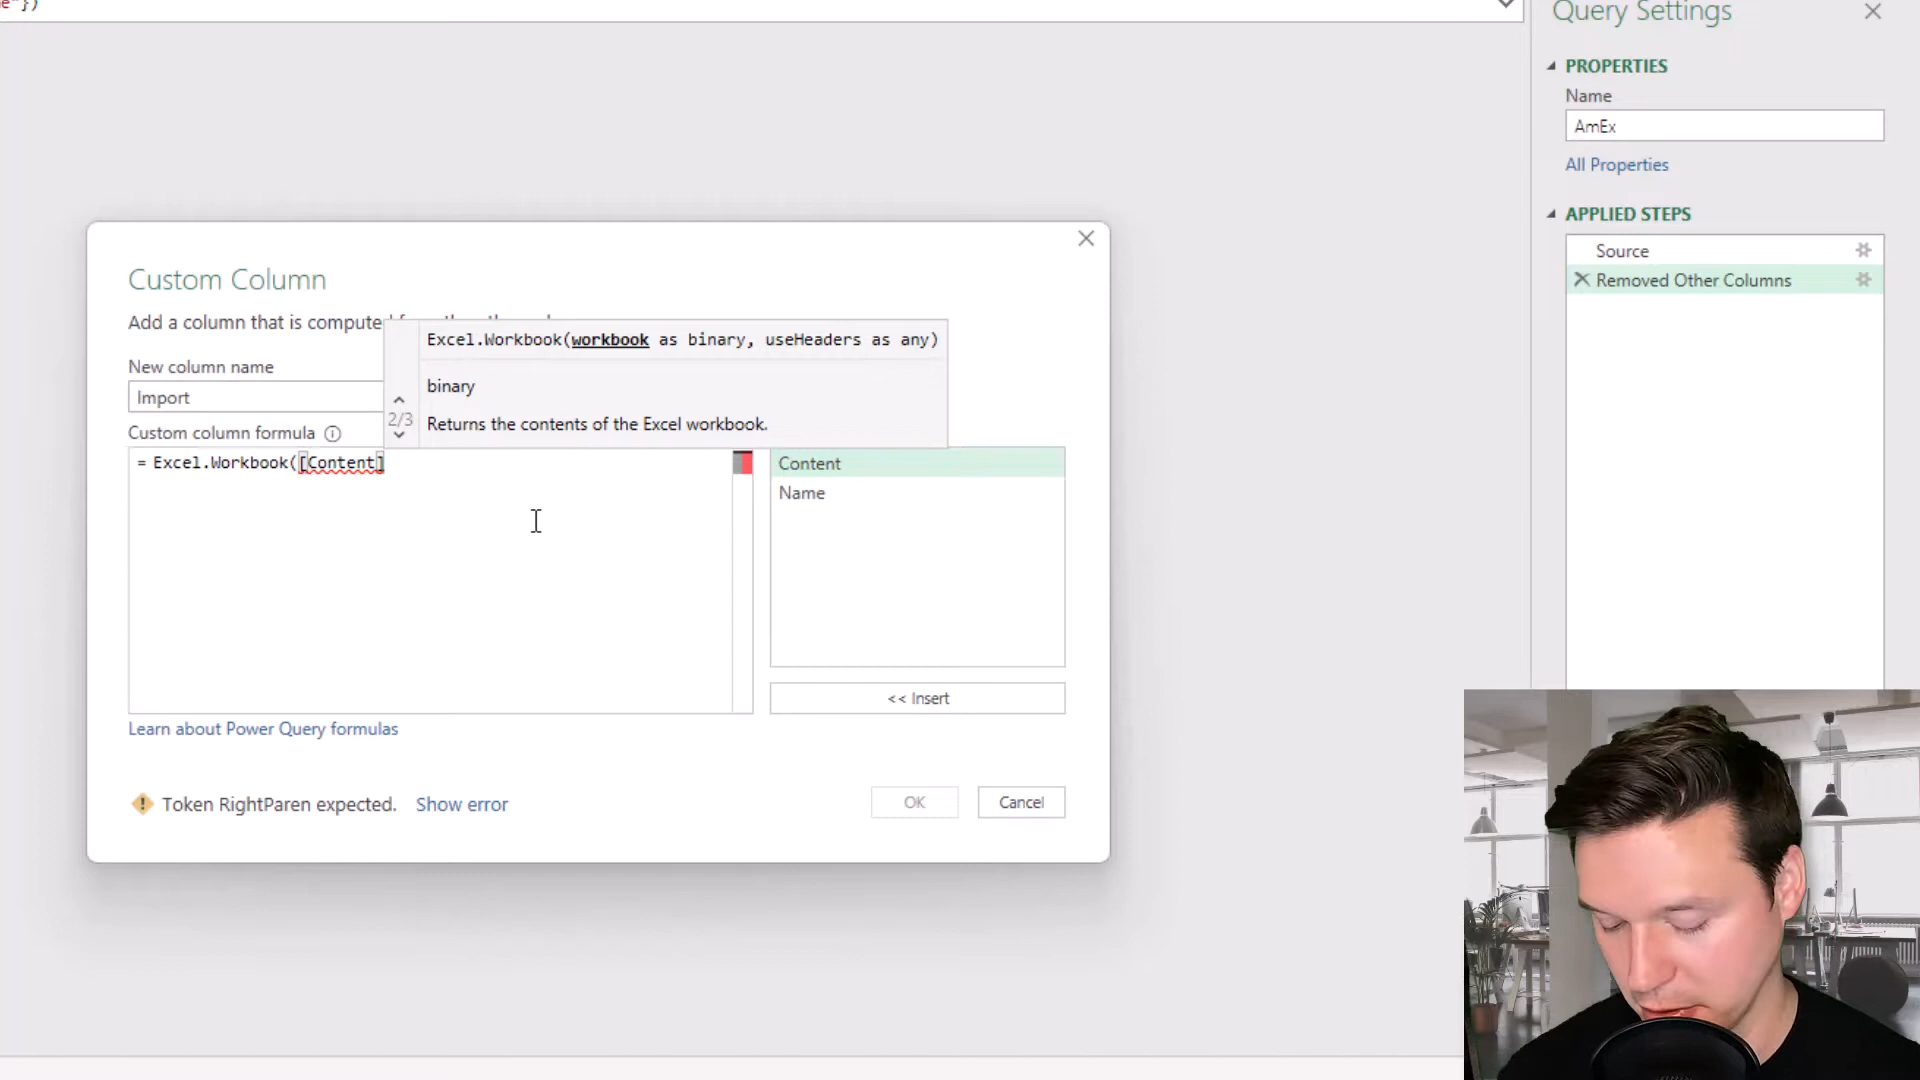 e"})
Query Settings
PROPERTIES
Name
AmEx
All Properties
APPLIED STEPS
Source
Removed Other Columns
Custom Column
Add a column that is compute
New column name
Import
Custom column formula
Excel.Workbook(workbook as binary, useHeaders as any)
binary
2/3
Returns the contents of the Excel workbook.
= Excel.Workbook([Content]
Content
Name
<< Insert
Learn about Power Query formulas
Token RightParen expected. Show error
OK
Cancel